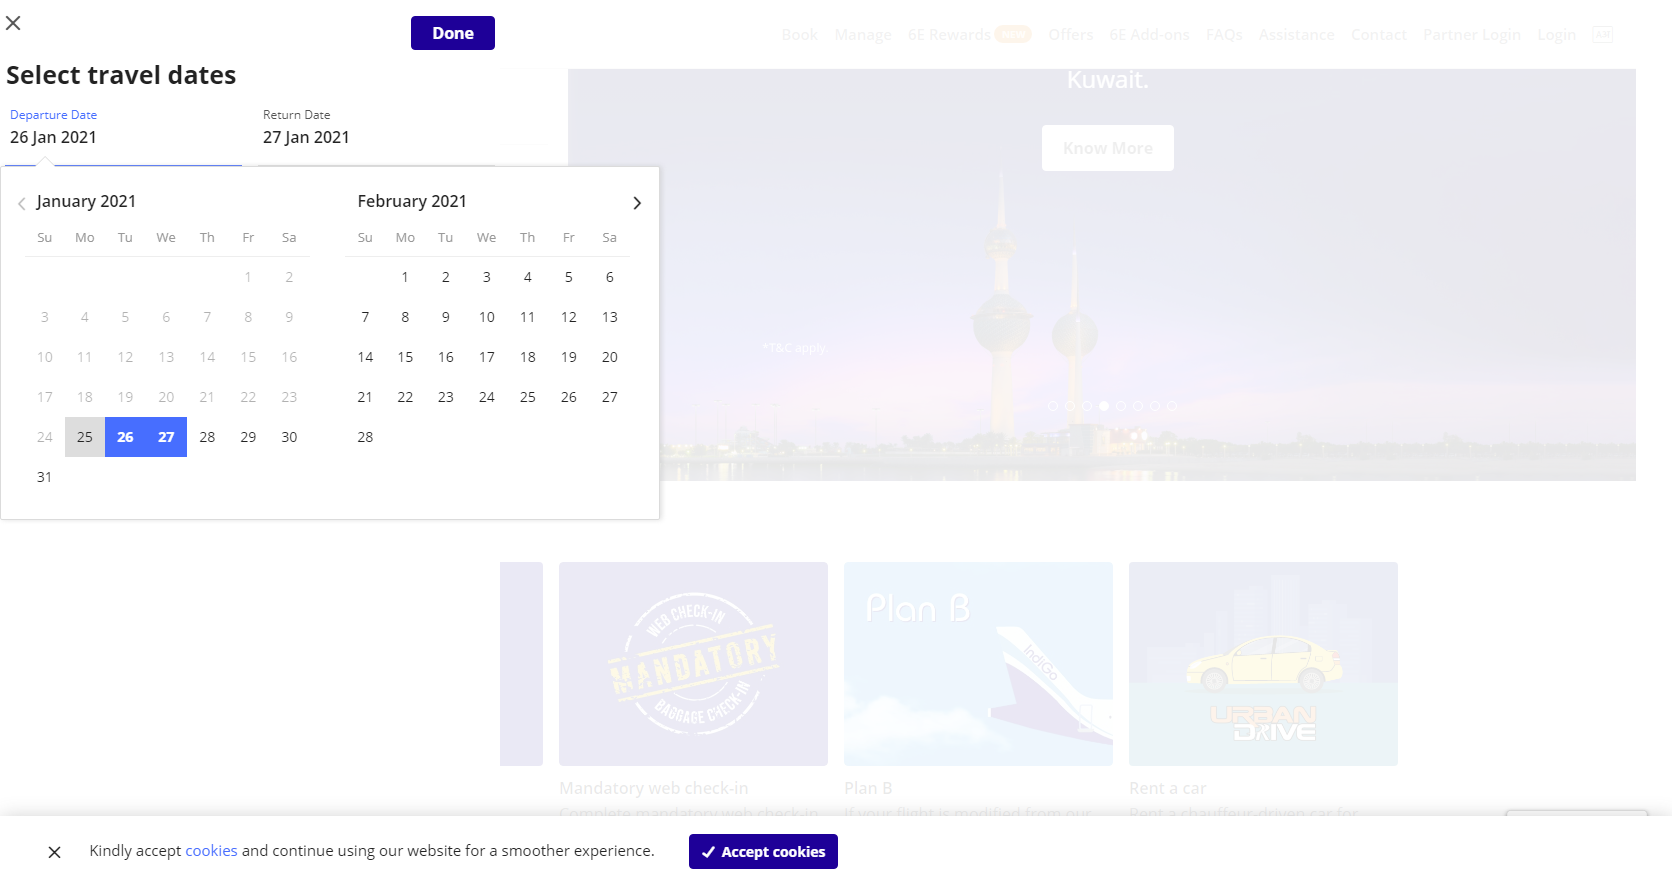 Done
Book Manage 6E Rewards NEW Offers 6E Add-ons FAQs Assistance Contact Partner Login Login
Select travel dates
Kuwait.
Departure Date Return Date
26 Jan 2021 27 Jan 2021
Know More
January 2021 February 2021
Su Mo Tu We Th Fr Sa Su Mo Tu We Th Fr Sa
1 2 1 2 3 4 5 6
3 4 5 6 7 8 9 7 8 9 10 11 12 13
10 11 12 13 14 15 16 14 15 16 17 18 19 20
*T&C apply.
17 18 19 20 21 22 23 21 22 23 24 25 26 27
24 25 26 27 28 29 30 28
31
WEB CHECK-IN
MANDATORY
BAGGAGE CHECK-IN
Plan B
IndiGo
URBAN
DRIVE
Mandatory web check-in Plan B Rent a car
Complete mandatory web check-in If your flight is modified from our Rent a chauffeur-driven car for
Kindly accept cookies and continue using our website for a smoother experience. Accept cookies